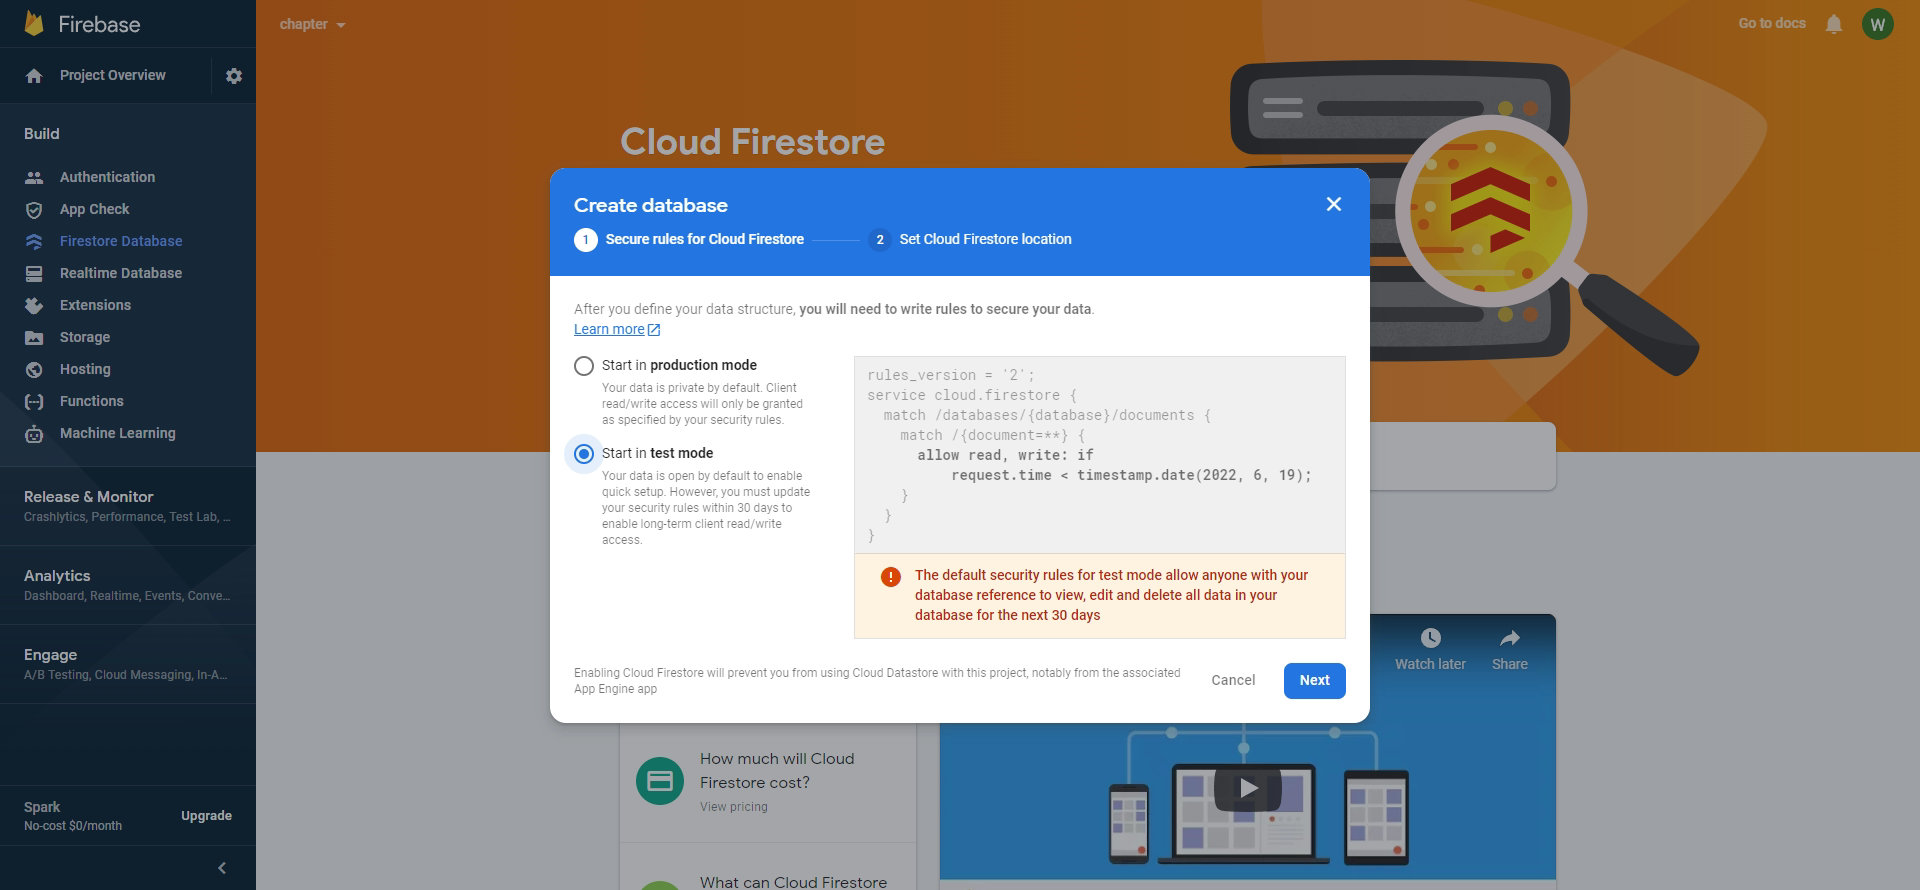 Firebase
Project Overview
Build
Authentication
App Check
Firestore Database
Realtime Database
Extensions
Storage
Hosting
Functions
Machine Learning
Release & Monitor
Crashlytics, Performance, Test Lab, ...
Analytics
Dashboard, Realtime, Events, Conve...
Engage
A/B Testing, Cloud Messaging, In-A...
Spark
No-cost $0/month
Upgrade
chapter
Go to docs
W
Cloud Firestore
Create database
1 Secure rules for Cloud Firestore
2 Set Cloud Firestore location
After you define your data structure, you will need to write rules to secure your data.
Learn more
Start in production mode
Your data is private by default. Client
read/write access will only be granted
as specified by your security rules.
Start in test mode
Your data is open by default to enable
quick setup. However, you must update
your security rules within 30 days to
enable long-term client read/write
access.
rules_version = '2';
service cloud.firestore {
match /databases/{database}/documents {
match /{document=**} {
allow read, write: if
request.time < timestamp.date(2022, 6, 19);
}
}
}
The default security rules for test mode allow anyone with your
database reference to view, edit and delete all data in your
database for the next 30 days
Enabling Cloud Firestore will prevent you from using Cloud Datastore with this project, notably from the associated
App Engine app
Cancel
Next
How much will Cloud
Firestore cost?
View pricing
What can Cloud Firestore
Watch later
Share